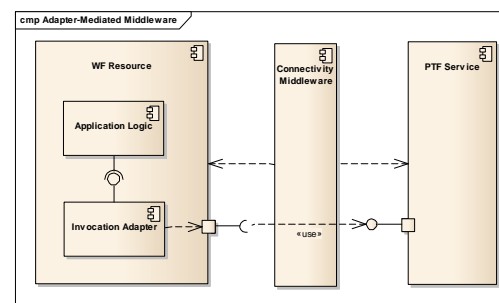 cmp Adapter-Mediated Middleware
WF Resource
Connectivity
Middleware
PTF Service
Application Logic
Invocation Adapter
«use»